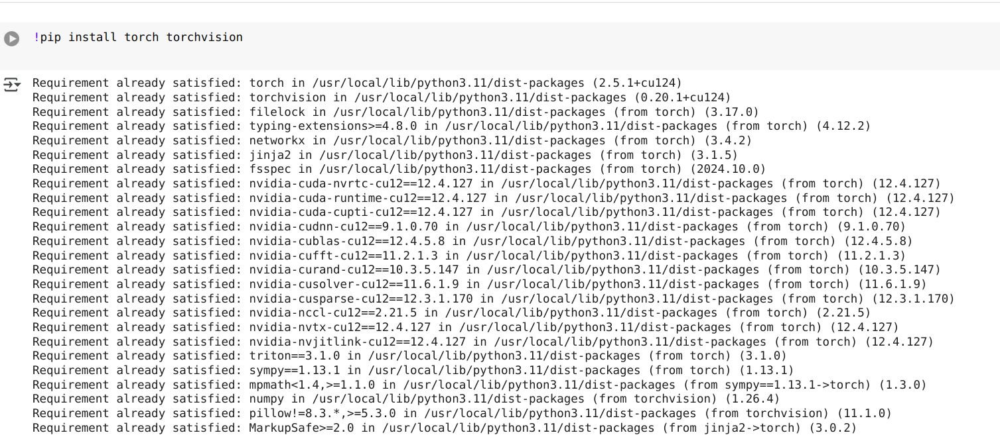 !pip install torch torchvision
Requirement already satisfied: torch in /usr/local/lib/python3.11/dist-packages (2.5.1+cu124)
Requirement already satisfied: torchvision in /usr/local/lib/python3.11/dist-packages (0.20.1+cu124)
Requirement already satisfied: filelock in /usr/local/lib/python3.11/dist-packages (from torch) (3.17.0)
Requirement already satisfied: typing-extensions>=4.8.0 in /usr/local/lib/python3.11/dist-packages (from torch) (4.12.2)
Requirement already satisfied: networkx in /usr/local/lib/python3.11/dist-packages (from torch) (3.4.2)
Requirement already satisfied: jinja2 in /usr/local/lib/python3.11/dist-packages (from torch) (3.1.5)
Requirement already satisfied: fsspec in /usr/local/lib/python3.11/dist-packages (from torch) (2024.10.0)
Requirement already satisfied: nvidia-cuda-nvrtc-cu12==12.4.127 in /usr/local/lib/python3.11/dist-packages (from torch) (12.4.127)
Requirement already satisfied: nvidia-cuda-runtime-cu12==12.4.127 in /usr/local/lib/python3.11/dist-packages (from torch) (12.4.127)
Requirement already satisfied: nvidia-cuda-cupti-cu12==12.4.127 in /usr/local/lib/python3.11/dist-packages (from torch) (12.4.127)
Requirement already satisfied: nvidia-cudnn-cu12==9.1.0.70 in /usr/local/lib/python3.11/dist-packages (from torch) (9.1.0.70)
Requirement already satisfied: nvidia-cublas-cu12==12.4.5.8 in /usr/local/lib/python3.11/dist-packages (from torch) (12.4.5.8)
Requirement already satisfied: nvidia-cufft-cu12==11.2.1.3 in /usr/local/lib/python3.11/dist-packages (from torch) (11.2.1.3)
Requirement already satisfied: nvidia-curand-cu12==10.3.5.147 in /usr/local/lib/python3.11/dist-packages (from torch) (10.3.5.147)
Requirement already satisfied: nvidia-cusolver-cu12==11.6.1.9 in /usr/local/lib/python3.11/dist-packages (from torch) (11.6.1.9)
Requirement already satisfied: nvidia-cusparse-cu12==12.3.1.170 in /usr/local/lib/python3.11/dist-packages (from torch) (12.3.1.170)
Requirement already satisfied: nvidia-nccl-cu12==2.21.5 in /usr/local/lib/python3.11/dist-packages (from torch) (2.21.5)
Requirement already satisfied: nvidia-nvtx-cu12==12.4.127 in /usr/local/lib/python3.11/dist-packages (from torch) (12.4.127)
Requirement already satisfied: nvidia-nvjitlink-cu12==12.4.127 in /usr/local/lib/python3.11/dist-packages (from torch) (12.4.127)
Requirement already satisfied: triton==3.1.0 in /usr/local/lib/python3.11/dist-packages (from torch) (3.1.0)
Requirement already satisfied: sympy==1.13.1 in /usr/local/lib/python3.11/dist-packages (from torch) (1.13.1)
Requirement already satisfied: mpmath<1.4,>=1.1.0 in /usr/local/lib/python3.11/dist-packages (from sympy==1.13.1->torch) (1.3.0)
Requirement already satisfied: numpy in /usr/local/lib/python3.11/dist-packages (from torchvision) (1.26.4)
Requirement already satisfied: pillow!=8.3.*,>=5.3.0 in /usr/local/lib/python3.11/dist-packages (from torchvision) (11.1.0)
Requirement already satisfied: MarkupSafe>=2.0 in /usr/local/lib/python3.11/dist-packages (from jinja2->torch) (3.0.2)